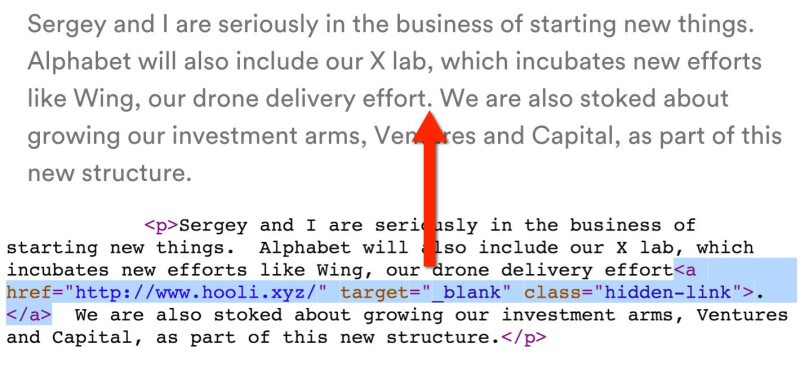 Sergey and I are seriously in the business of starting new things.
Alphabet will also include our X lab, which incubates new efforts
like Wing, our drone delivery effort. We are also stoked about
growing our investment arms, Ventures and Capital, as part of this
new structure.
<p>Sergey and I are seriously in the business of
starting new things.  Alphabet will also include our X lab, which
incubates new efforts like Wing, our drone delivery effort<a
href="http://www.hooli.xyz/" target="_blank" class="hidden-link">.
</a>  We are also stoked about growing our investment arms, Ventures
and Capital, as part of this new structure.</p>